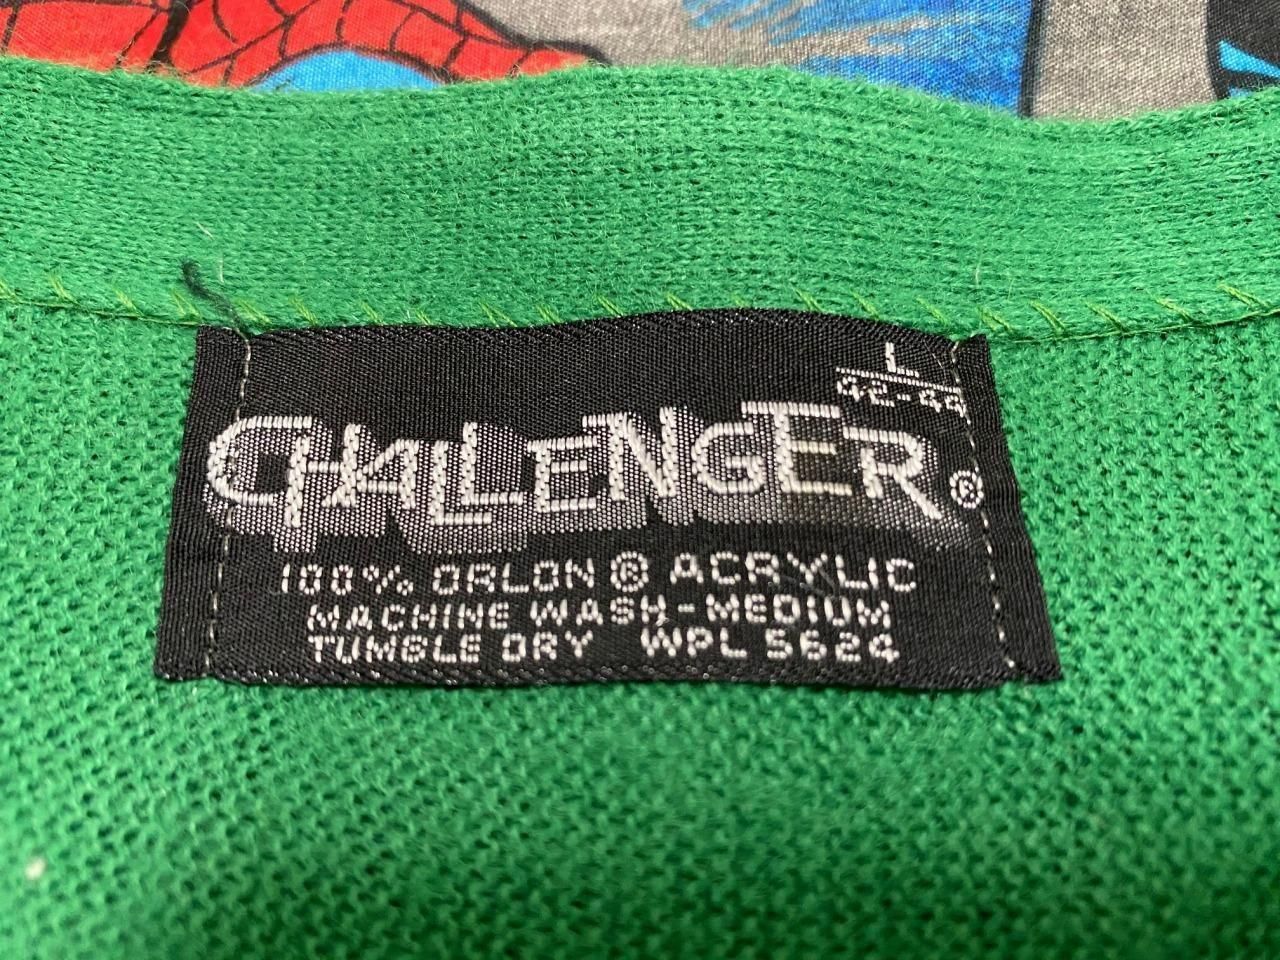 L
42-44
CHALLENGER®
100% ORLON ® ACRYLIC
MACHINE WASH-MEDIUM
TUMBLE DRY WPL 5624